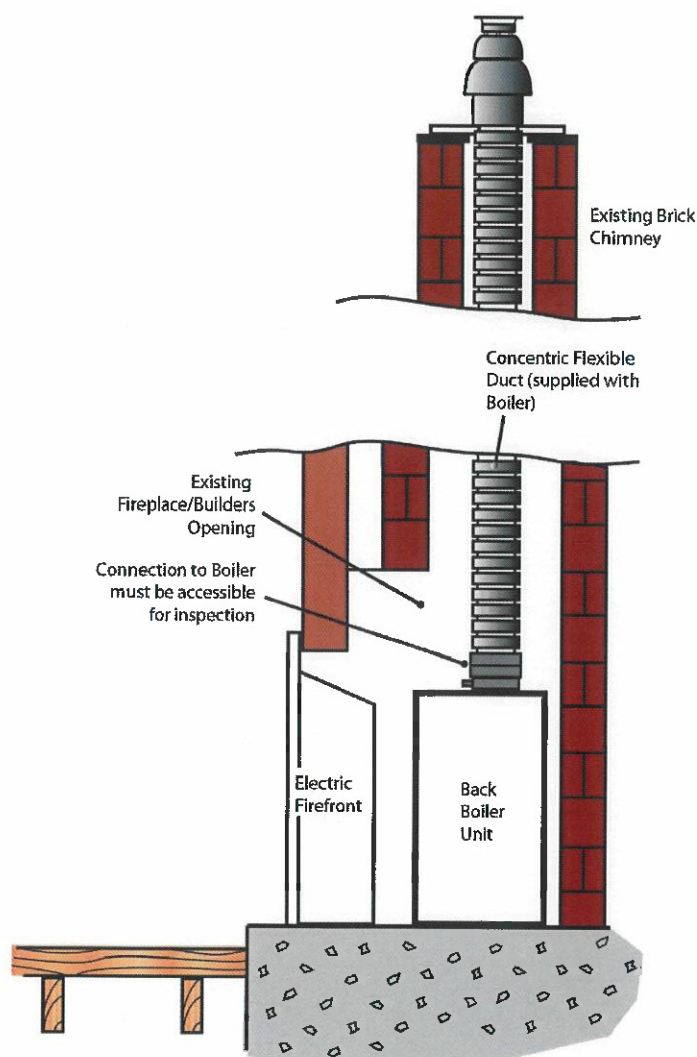 Existing Brick
Chimney
Concentric Flexible
Duct (supplied with
Boiler)
Existing
Fireplace/Builders
Opening
Connection to Boiler
must be accessible
for inspection
Electric
Firefront
Back
Boiler
Unit